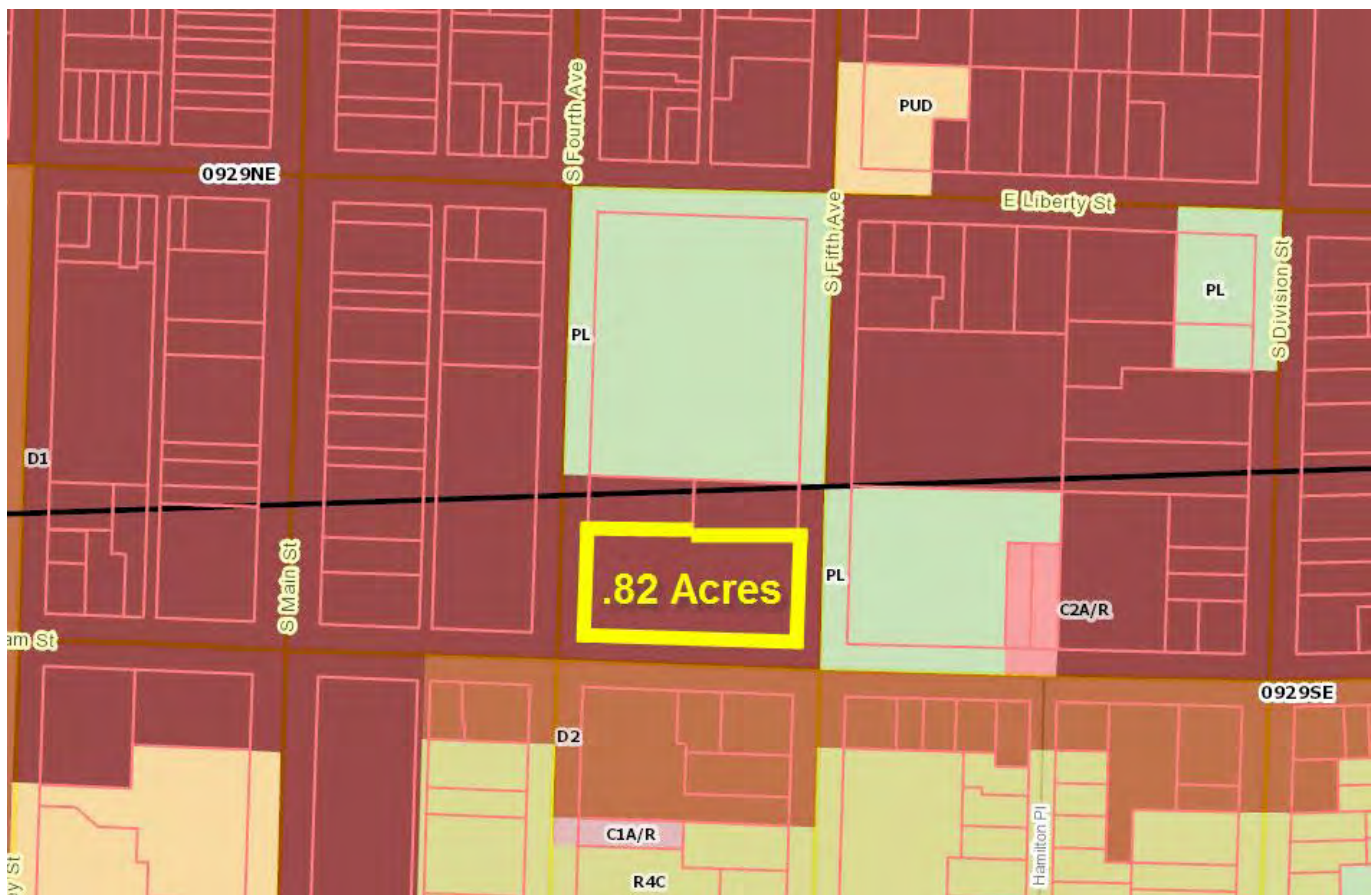 S Fourth Ave
PUD
0929NE
E Liberty St
S Fifth Ave
S Division St
PL
PL
D1
S Main St
.82 Acres
PL
C2A/R
am St
0929SE
D2
C1A/R
Hamilton Pl
R4C
y St